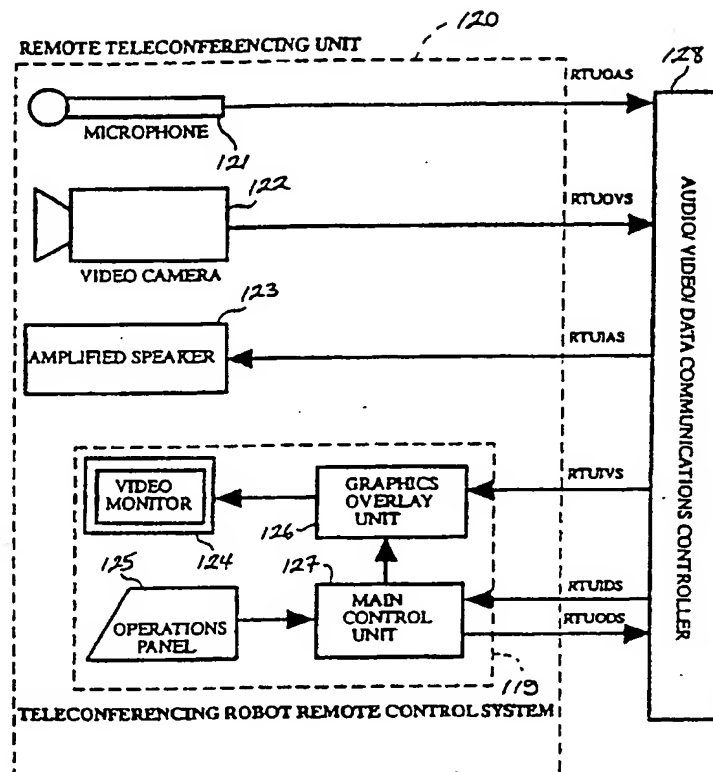 120
REMOTE TELECONFERENCING UNIT
128
RTUOAS
MICROPHONE
121
122
RTUOVS
VIDEO CAMERA
123
AMPLIFIED SPEAKER
RTUIAS
AUDIO/ VIDEO/ DATA COMMUNICATIONS CONTROLLER
VIDEO
MONITOR
124
GRAPHICS
OVERLAY
UNIT
126
RTUIVS
125
127
OPERATIONS
PANEL
MAIN
CONTROL
UNIT
RTUIDS
RTUODS
119
TELECONFERENCING ROBOT REMOTE CONTROL SYSTEM